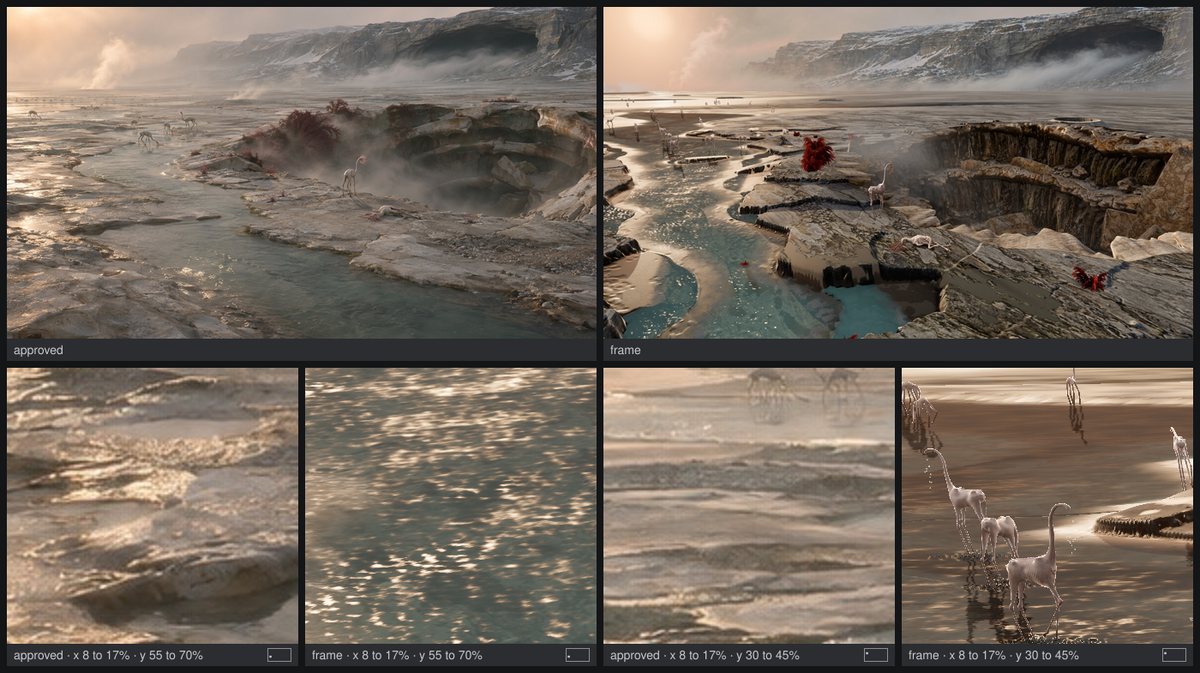 approved
frame
approved · x 8 to 17% · y 55 to 70%
frame · x 8 to 17% · y 55 to 70%
approved · x 8 to 17% · y 30 to 45%
frame · x 8 to 17% · y 30 to 45%